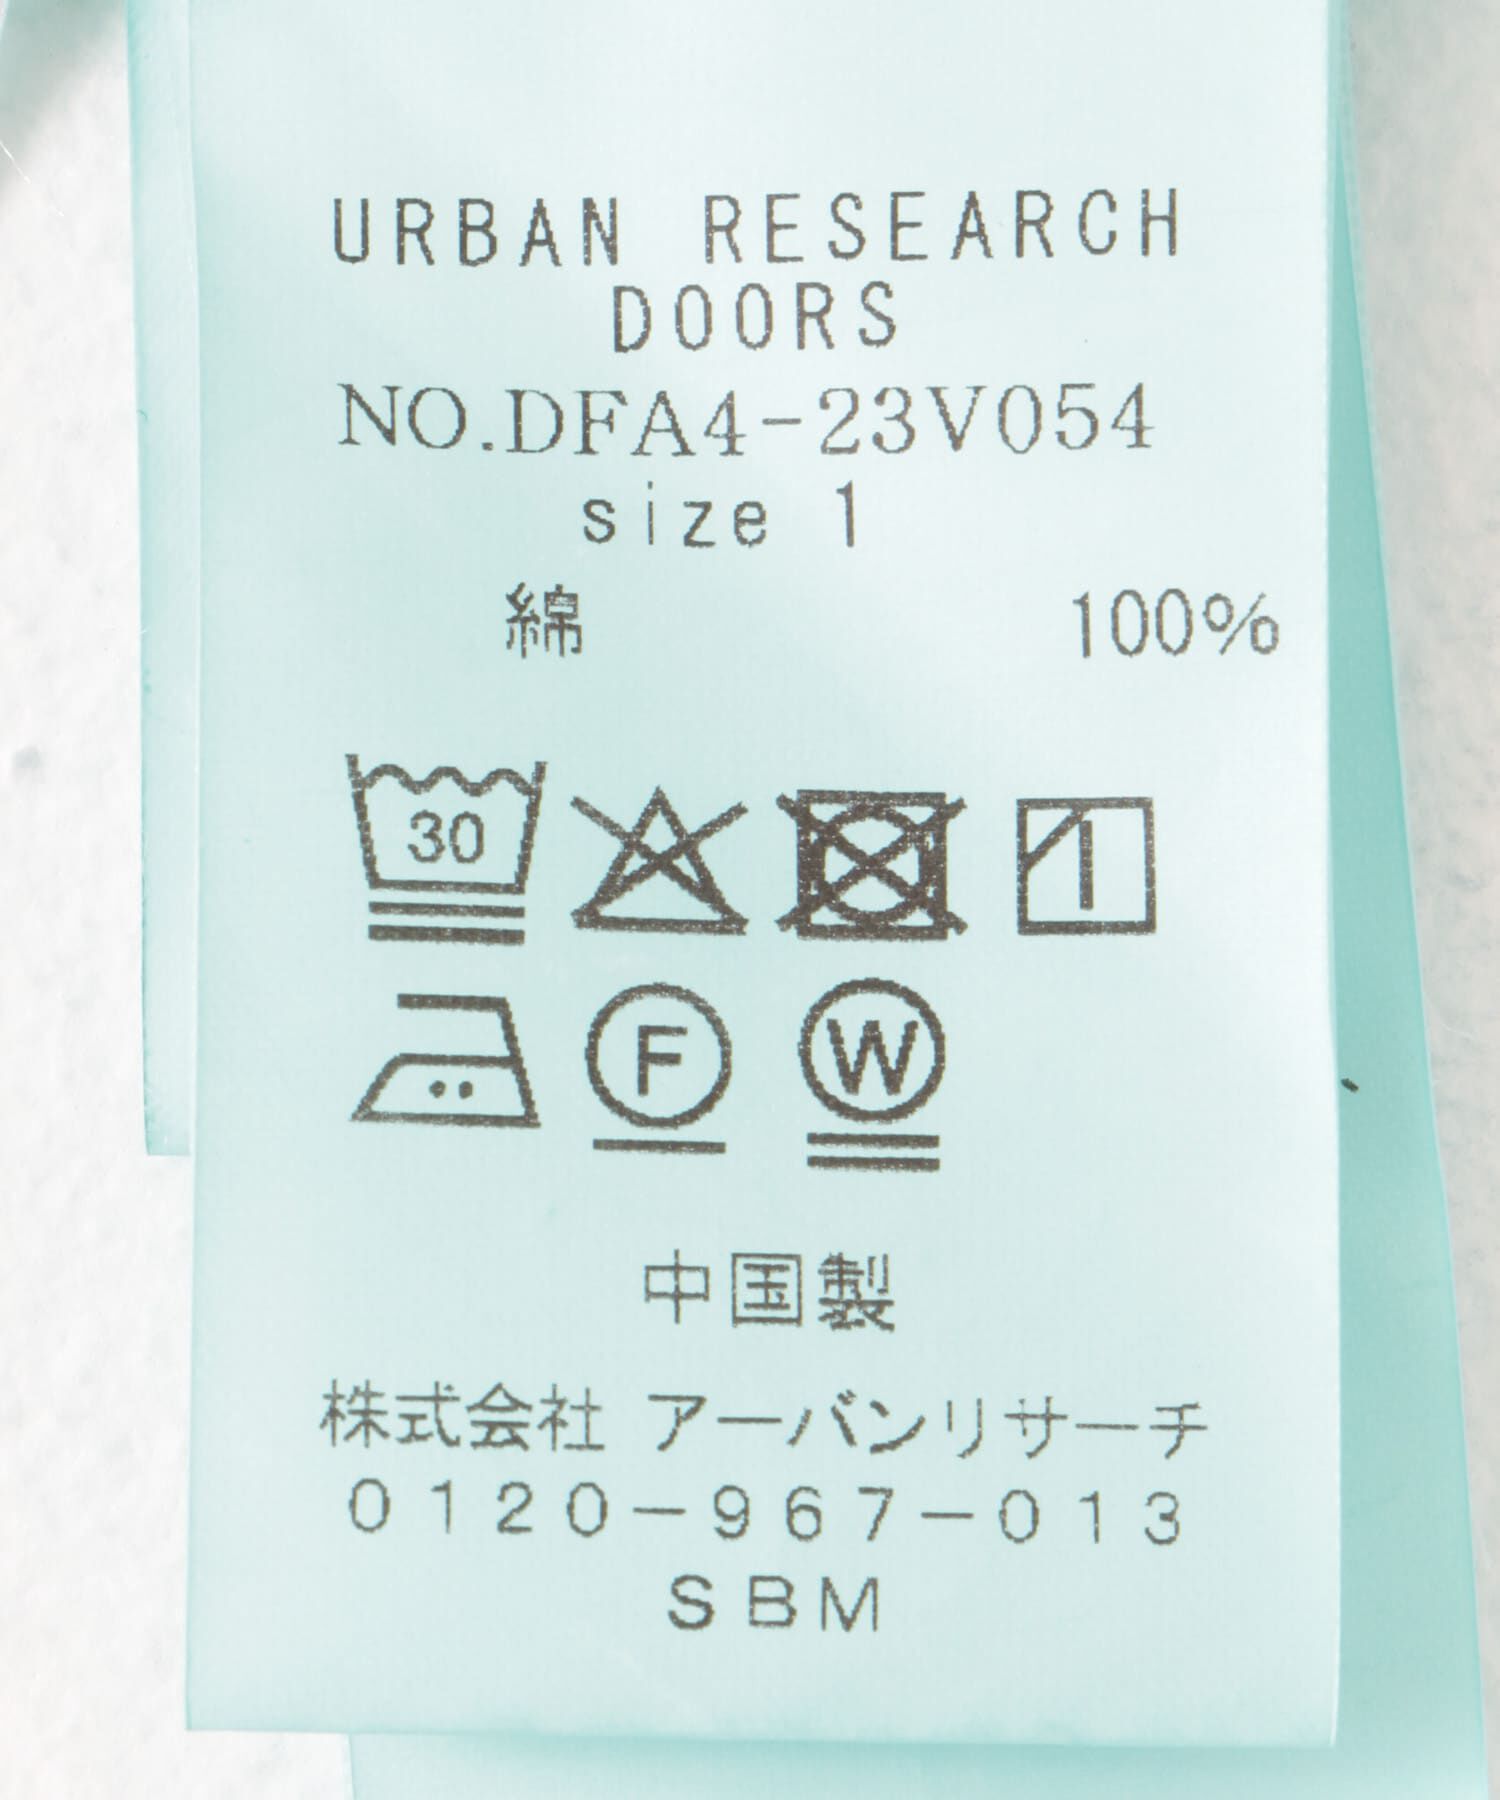 URBAN RESEARCH
DOORS
NO.DFA4-23V054
size 1
綿 100%
30
F W
中国製
株式会社 アーバンリサーチ
0120-967-013
SBM